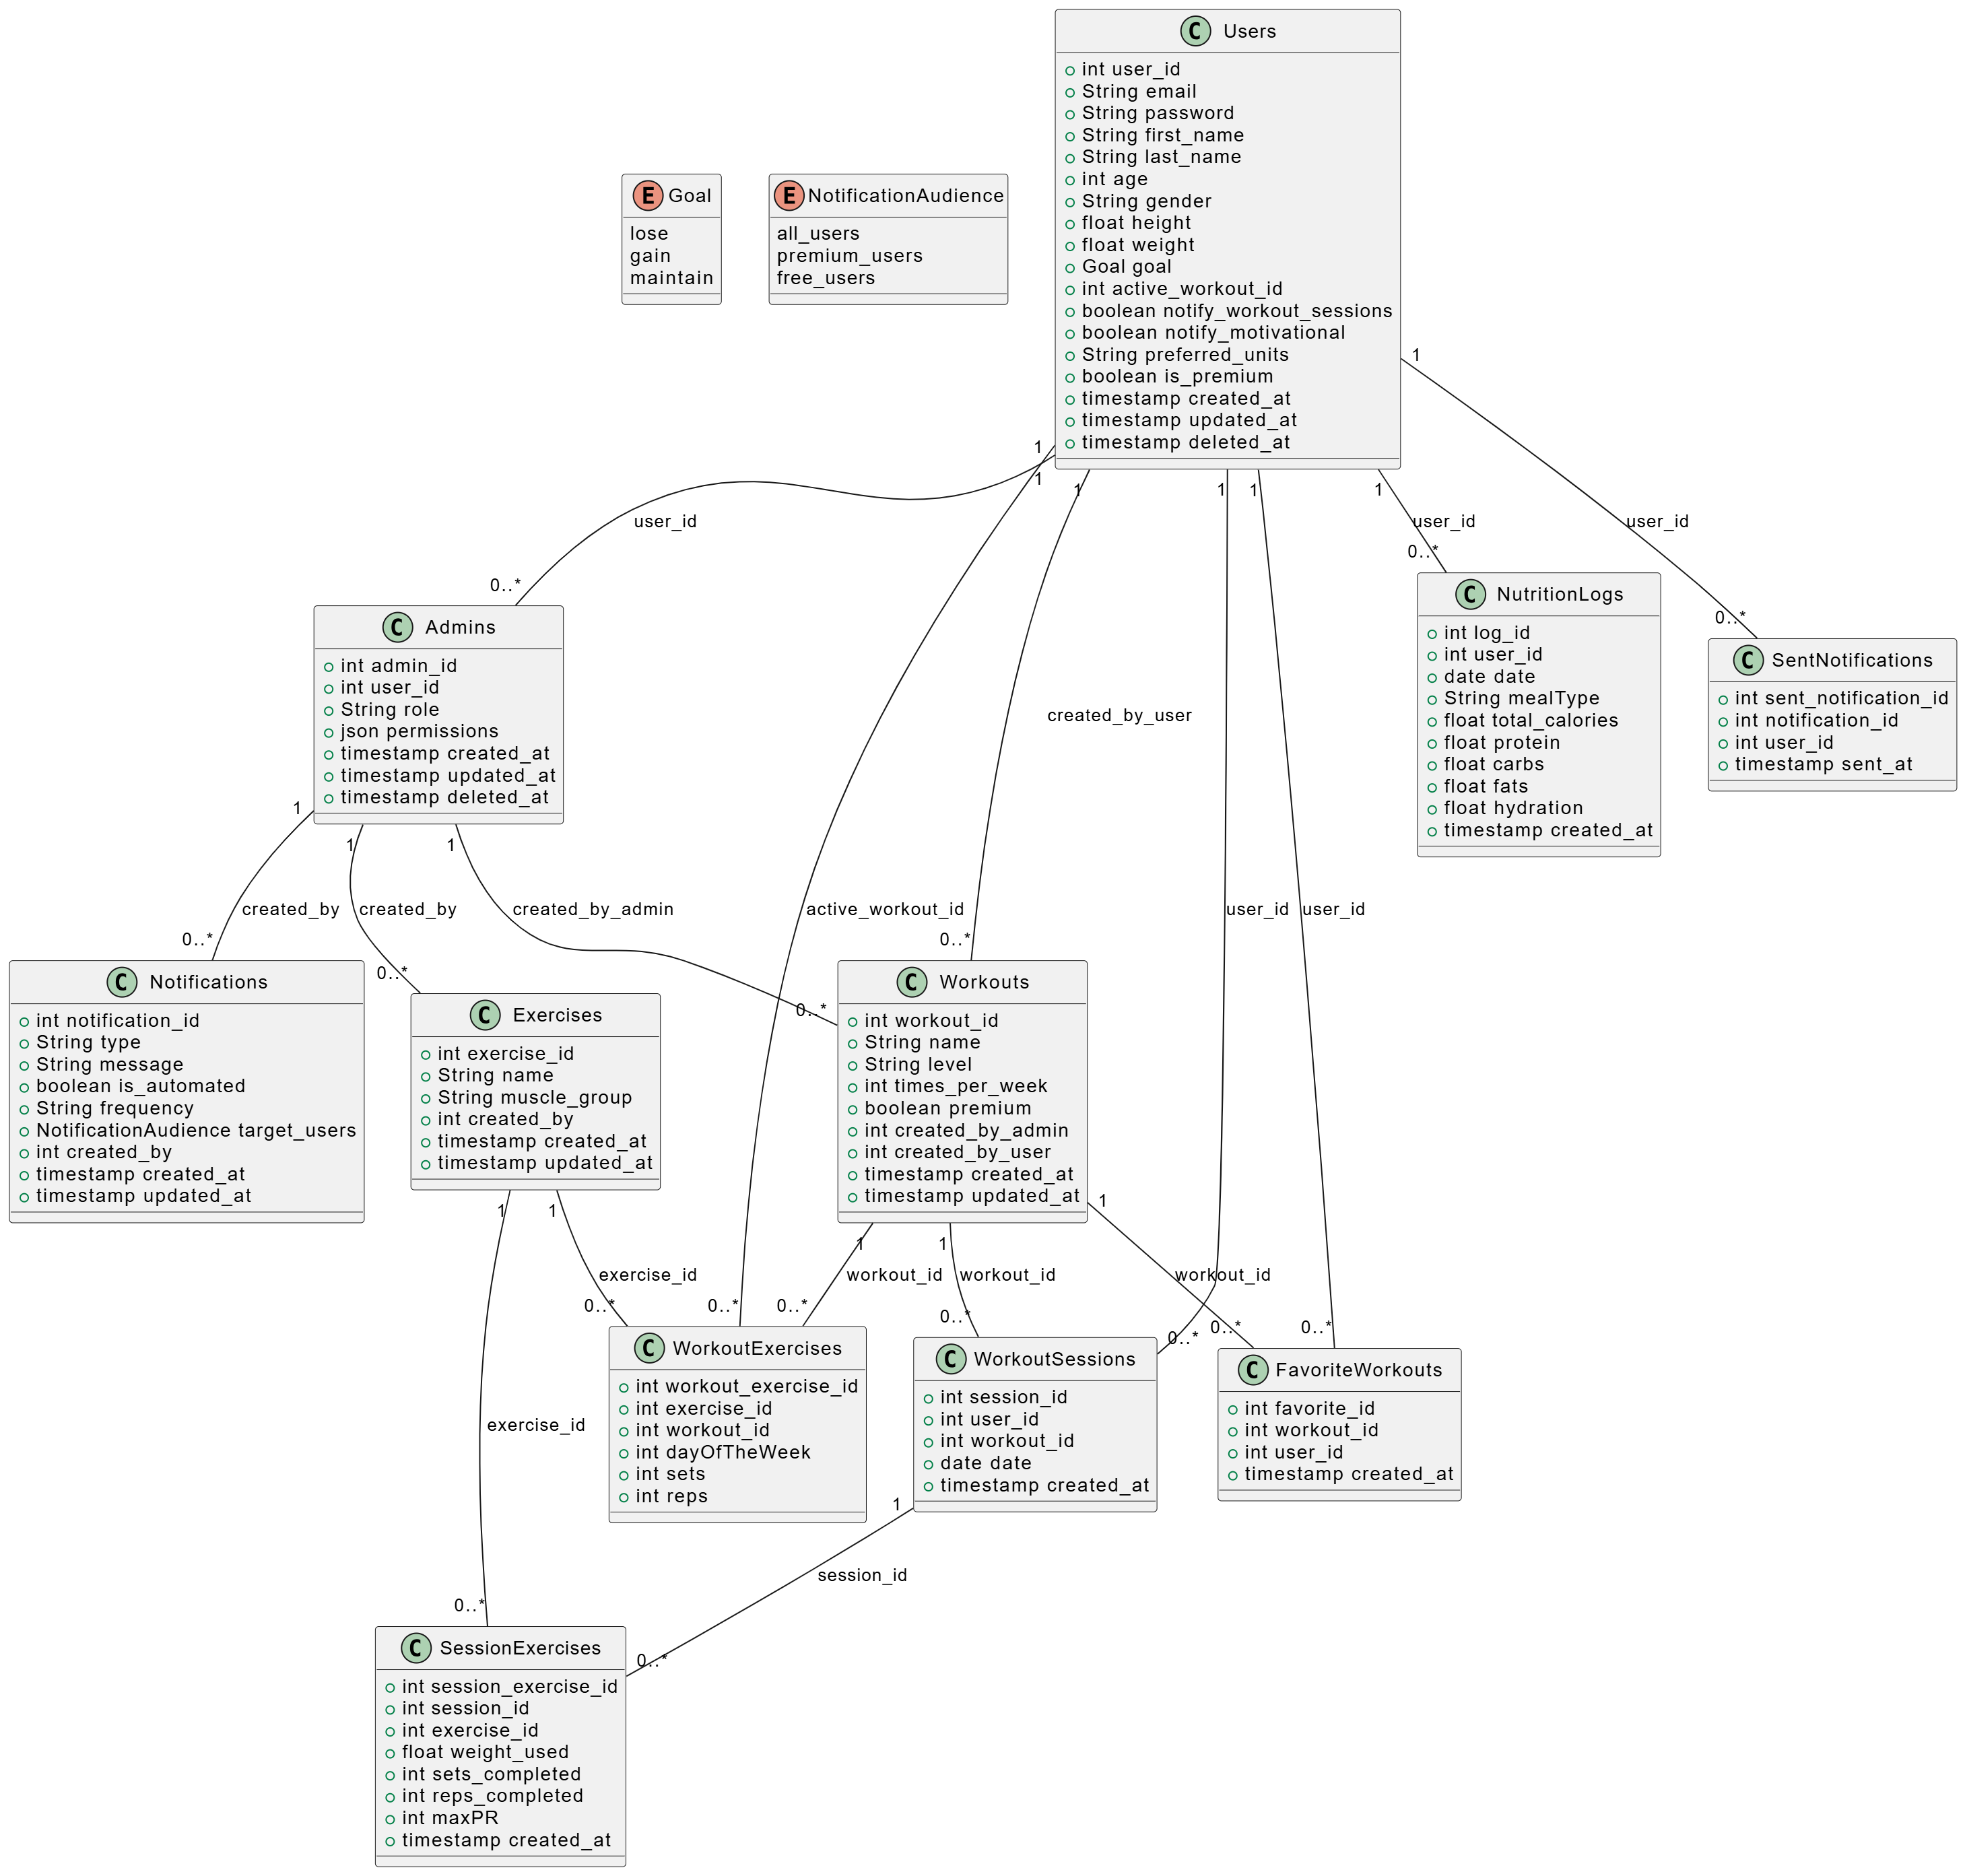 C Users
int user_id
String email
String password
String first_name
String last_name
int age
String gender
float height
float weight
Goal goal
int active_workout_id
boolean notify_workout_sessions
boolean notify_motivational
String preferred_units
boolean is_premium
timestamp created_at
timestamp updated_at
timestamp deleted_at
E Goal
lose
gain
maintain
E NotificationAudience
all_users
premium_users
free_users
1
1
1
1
1
1
1
user_id
user_id
user_id
0..*
0..*
0..*
C Admins
int admin_id
int user_id
String role
json permissions
timestamp created_at
timestamp updated_at
timestamp deleted_at
C NutritionLogs
int log_id
int user_id
date date
String mealType
float total_calories
float protein
float carbs
float fats
float hydration
timestamp created_at
C SentNotifications
int sent_notification_id
int notification_id
int user_id
timestamp sent_at
created_by_user
1
1
1
created_by
created_by
created_by_admin
active_workout_id
user_id
user_id
0..*
0..*
0..*
0..*
C Notifications
int notification_id
String type
String message
boolean is_automated
String frequency
NotificationAudience target_users
int created_by
timestamp created_at
timestamp updated_at
C Exercises
int exercise_id
String name
String muscle_group
int created_by
timestamp created_at
timestamp updated_at
C Workouts
int workout_id
String name
String level
int times_per_week
boolean premium
int created_by_admin
int created_by_user
timestamp created_at
timestamp updated_at
1
1
1
1
1
exercise_id
workout_id
workout_id
workout_id
0..*
0..*
0..*
0..*
0..*
0..*
0..*
C WorkoutExercises
int workout_exercise_id
int exercise_id
int workout_id
int dayOfTheWeek
int sets
int reps
C WorkoutSessions
int session_id
int user_id
int workout_id
date date
timestamp created_at
C FavoriteWorkouts
int favorite_id
int workout_id
int user_id
timestamp created_at
exercise_id
1
session_id
0..*
0..*
C SessionExercises
int session_exercise_id
int session_id
int exercise_id
float weight_used
int sets_completed
int reps_completed
int maxPR
timestamp created_at